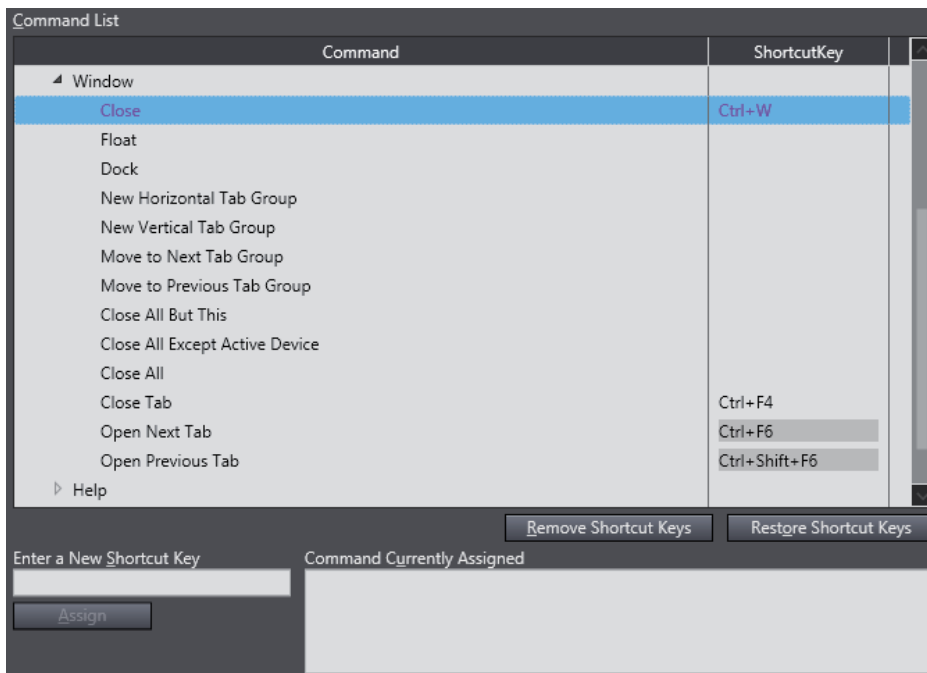 Command List
Command ShortcutKey
Window
Close Ctrl+W
Float
Dock
New Horizontal Tab Group
New Vertical Tab Group
Move to Next Tab Group
Move to Previous Tab Group
Close All But This
Close All Except Active Device
Close All
Close Tab Ctrl+F4
Open Next Tab Ctrl+F6
Open Previous Tab Ctrl+Shift+F6
Help
Remove Shortcut Keys Restore Shortcut Keys
Enter a New Shortcut Key Command Currently Assigned
Assign